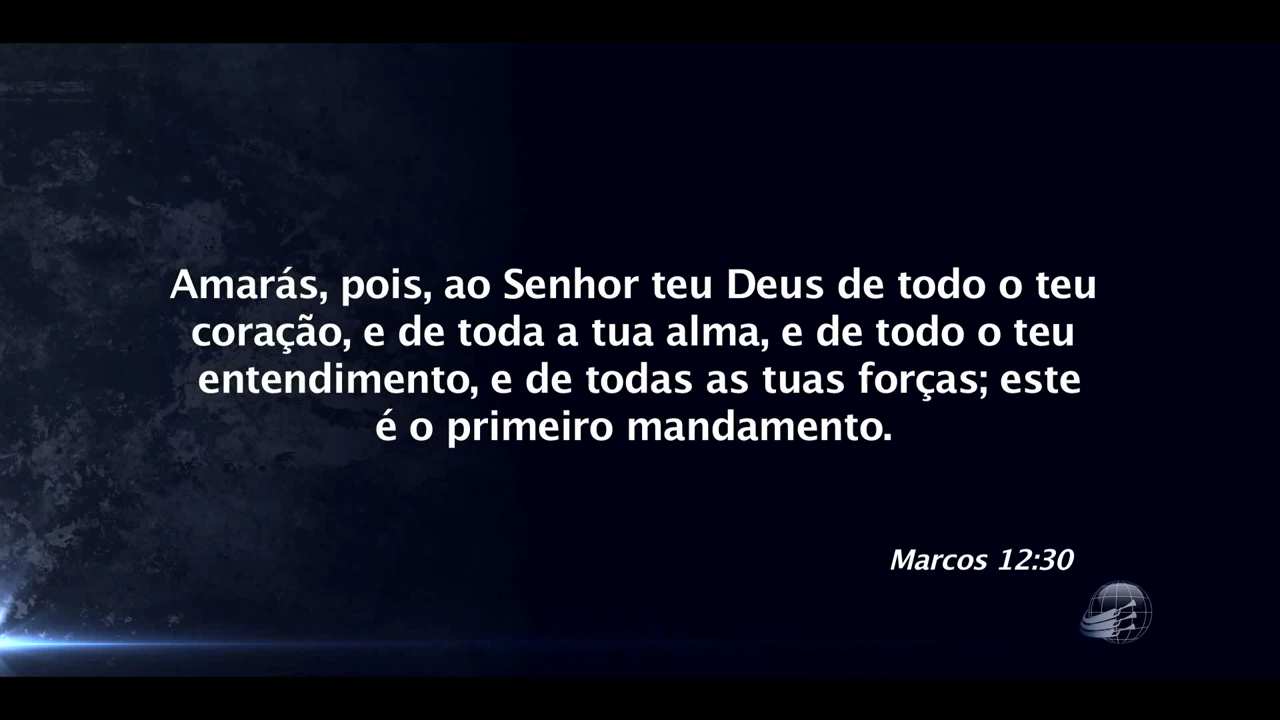 Amarás, pois, ao Senhor teu Deus de todo o teu
coração, e de toda a tua alma, e de todo o teu
entendimento, e de todas as tuas forças; este
é o primeiro mandamento.
Marcos 12:30